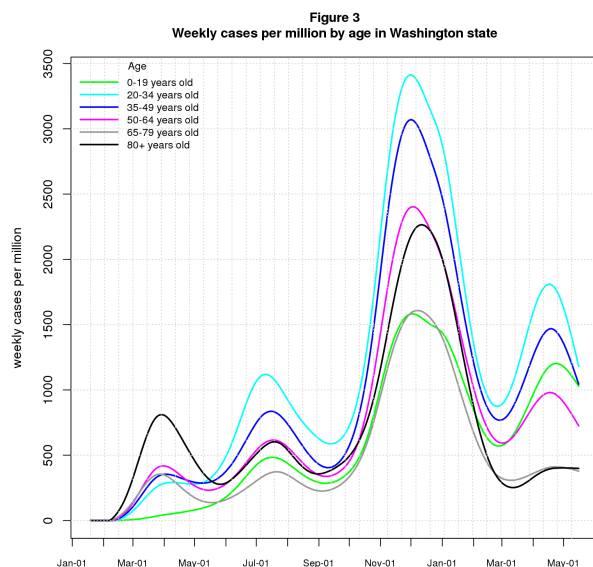 Figure 3
Weekly cases per million by age in Washington state
Age
0-19 years old
20-34 years old
35-49 years old
50-64 years old
65-79 years old
80+ years old
weekly cases per million
3500
3000
2500
2000
1500
1000
500
0
Jan-01 Mar-01 May-01 Jul-01 Sep-01 Nov-01 Jan-01 Mar-01 May-01